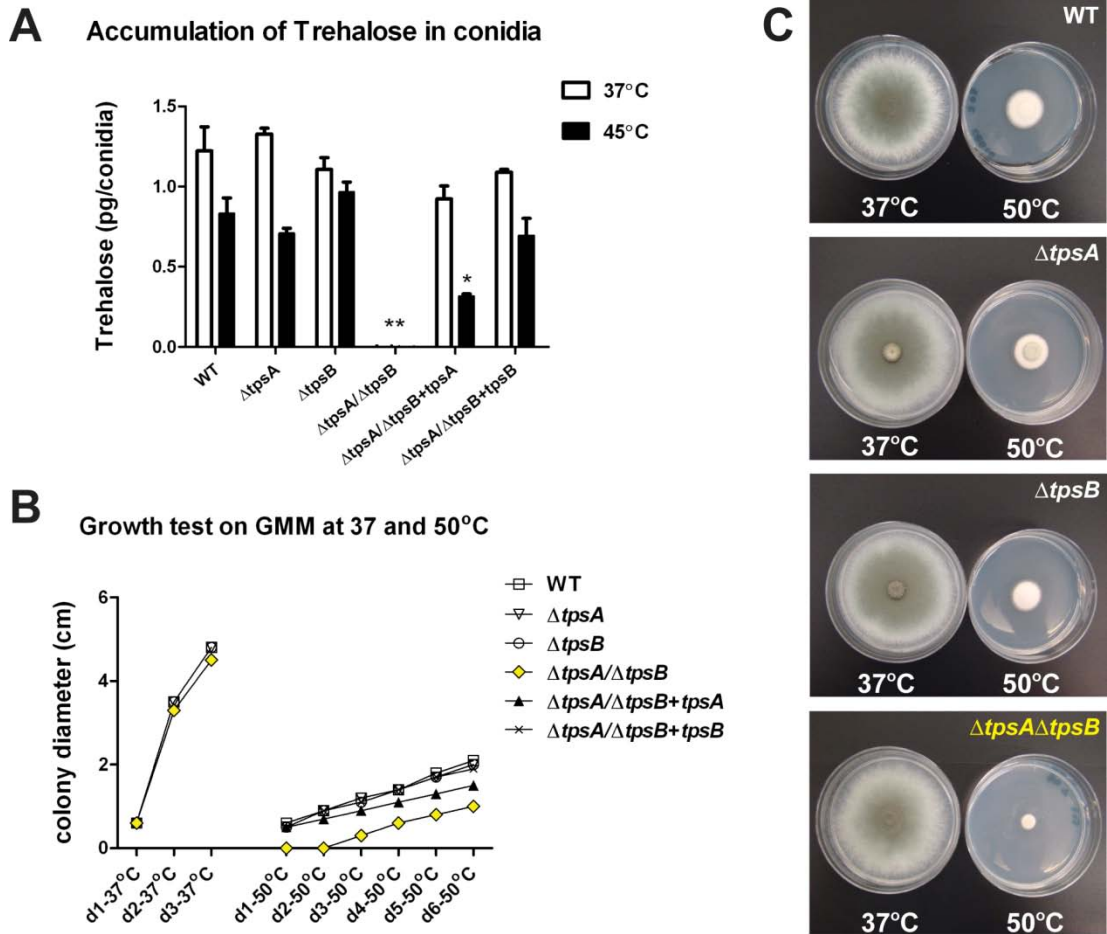 A
Accumulation of Trehalose in conidia
37°C
45°C
Trehalose (pg/conidia)
1.5
1.0
0.5
0.0
**
*
WT
ΔtpsA
ΔtpsB
ΔtpsA/ΔtpsB
ΔtpsA/ΔtpsB+tpsA
ΔtpsA/ΔtpsB+tpsB
B
Growth test on GMM at 37 and 50°C
colony diameter (cm)
6
4
2
0
d1-37°C
d2-37°C
d3-37°C
d1-50°C
d2-50°C
d3-50°C
d4-50°C
d5-50°C
d6-50°C
WT
ΔtpsA
ΔtpsB
ΔtpsA/ΔtpsB
ΔtpsA/ΔtpsB+tpsA
ΔtpsA/ΔtpsB+tpsB
C
WT
37°C 50°C
ΔtpsA
37°C 50°C
ΔtpsB
37°C 50°C
ΔtpsAΔtpsB
37°C 50°C